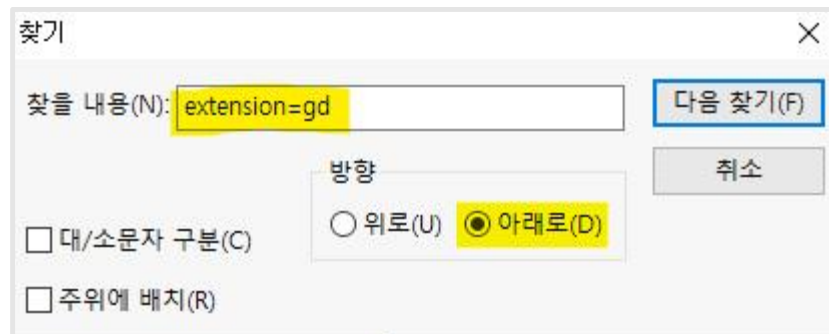 찾기
찾을 내용(N): extension=gd
다음 찾기(F)
방향
취소
위로(U) 아래로(D)
대/소문자 구분(C)
주위에 배치(R)